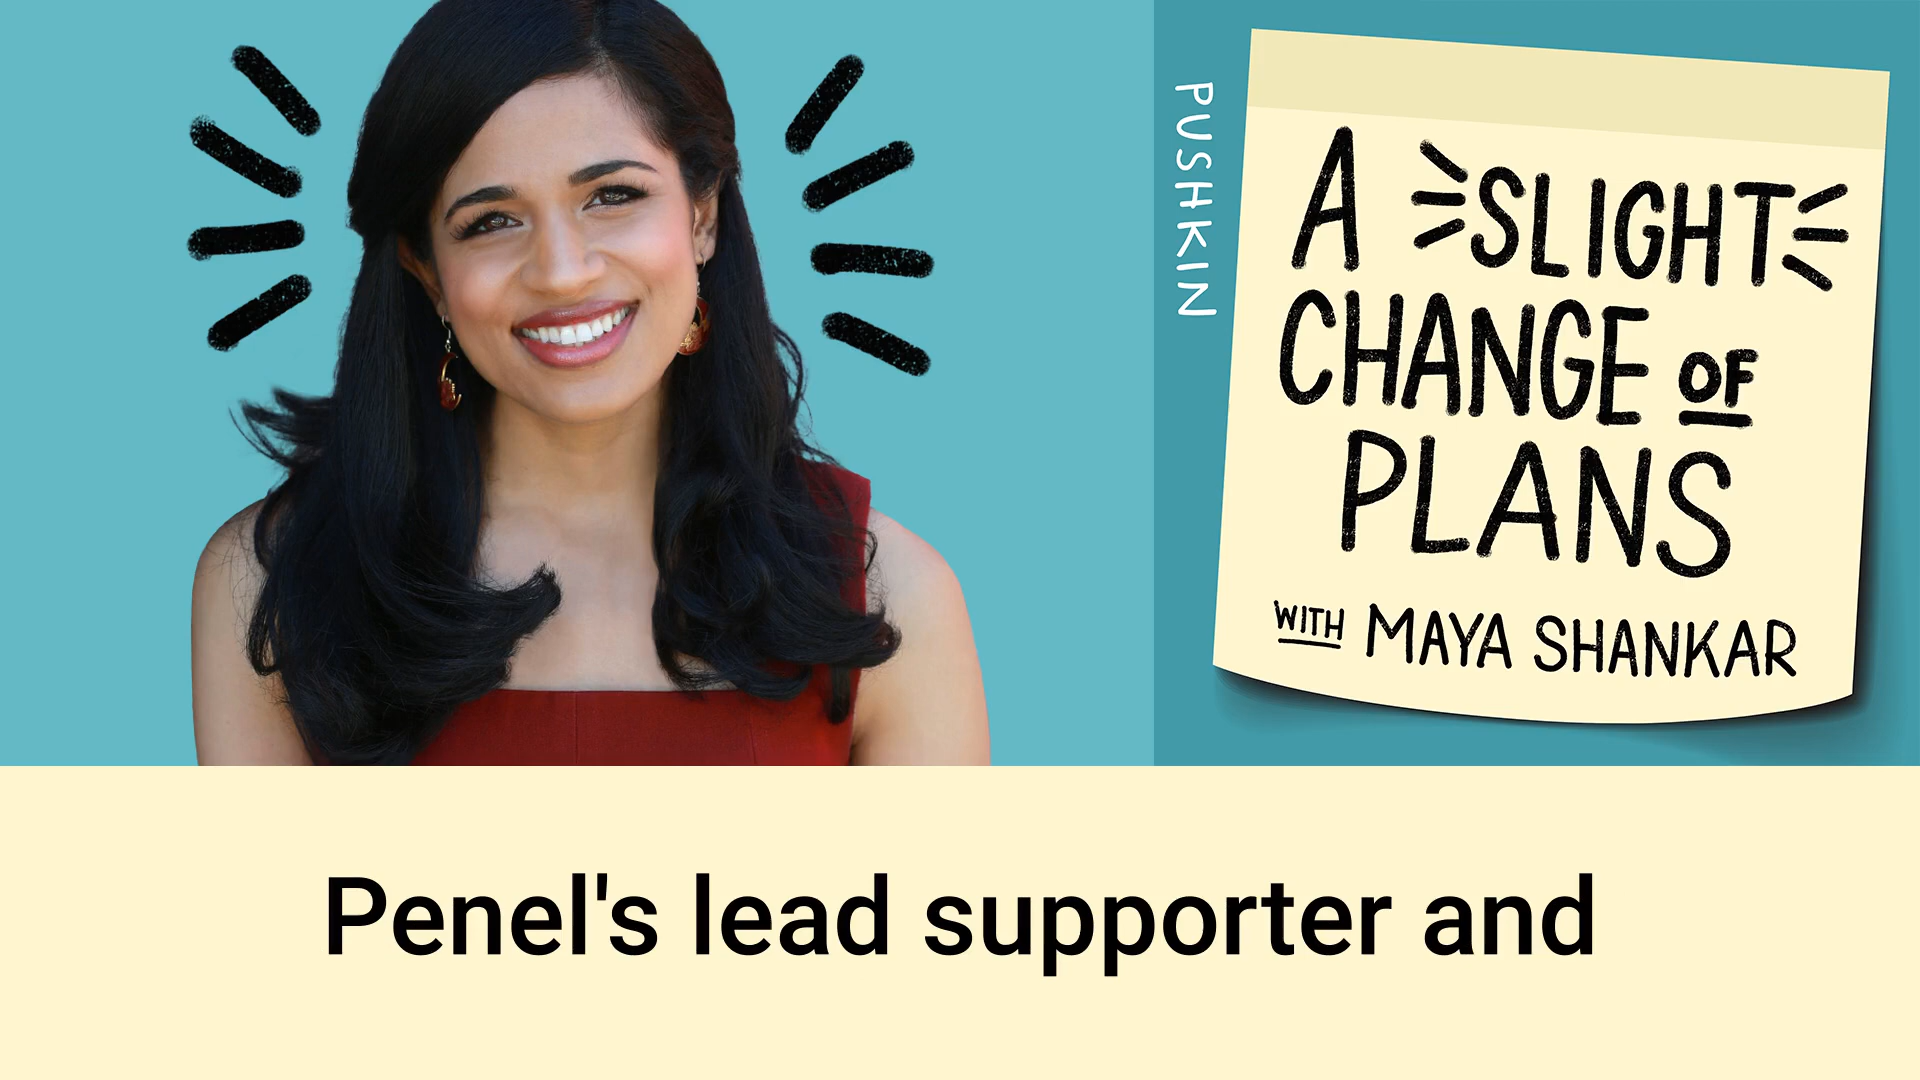 PUSHKIN
A SLIGHT
CHANGE OF
PLANS
WITH MAYA SHANKAR
Penel's lead supporter and